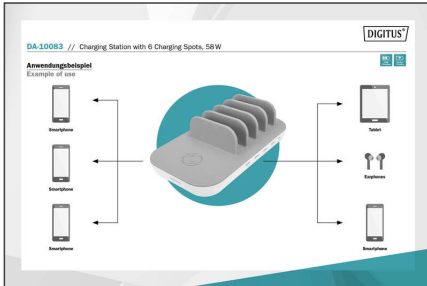 DIGITUS®
DA-10083 // Charging Station with 6 Charging Spots, 58 W
Anwendungsbeispiel
Example of use
Smartphone
Tablet
Smartphone
Earphones
Smartphone
Smartphone